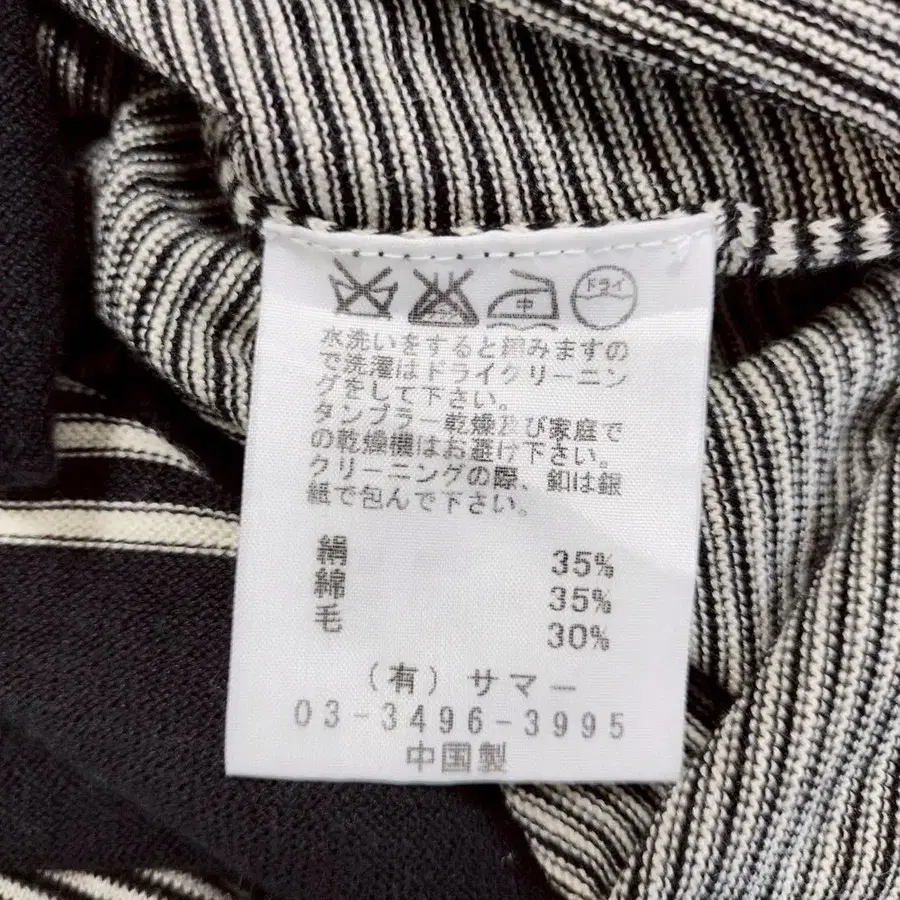 中 ドライ
水洗いをすると縮みますの
で洗濯はドライクリーニン
グをして下さい。
タンブラー乾燥及び家庭で
の乾燥機はお避け下さい。
クリーニングの際、釦は銀
紙で包んで下さい。
絹 35%
綿 35%
毛 30%
(有)サマー
03-3496-3995
中国製